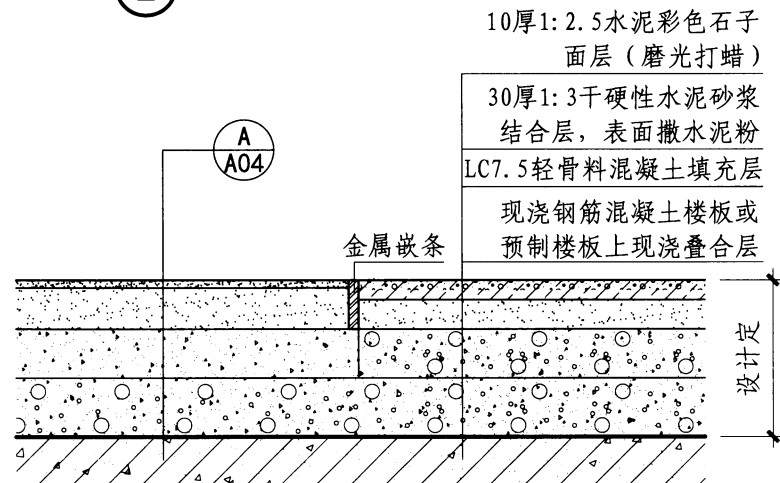 10厚1:2.5水泥彩色石子
面层（磨光打蜡）
30厚1:3干硬性水泥砂浆
结合层，表面撒水泥粉
LC7.5轻骨料混凝土填充层
现浇钢筋混凝土楼板或
预制楼板上现浇叠合层
A
A04
金属嵌条
设计定